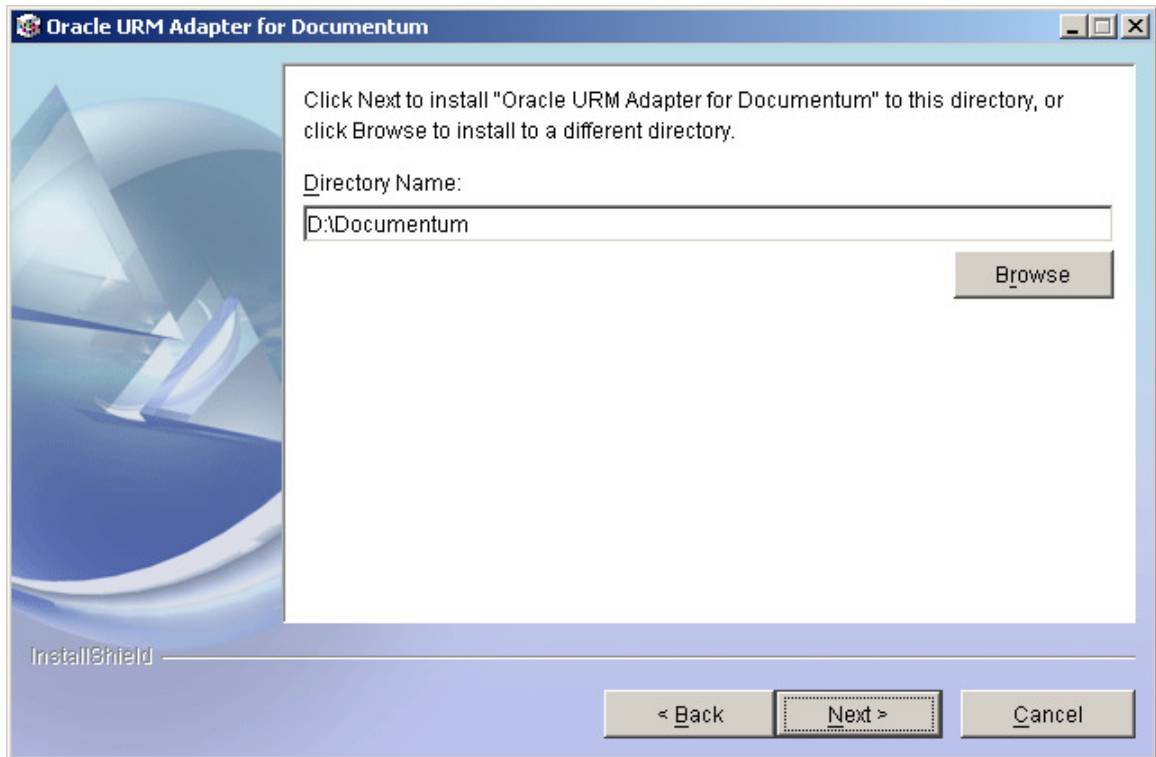 Oracle URM Adapter for Documentum
Click Next to install "Oracle URM Adapter for Documentum" to this directory, or
click Browse to install to a different directory.
Directory Name:
D:\Documentum
Browse
InstallShield
< Back
Next >
Cancel